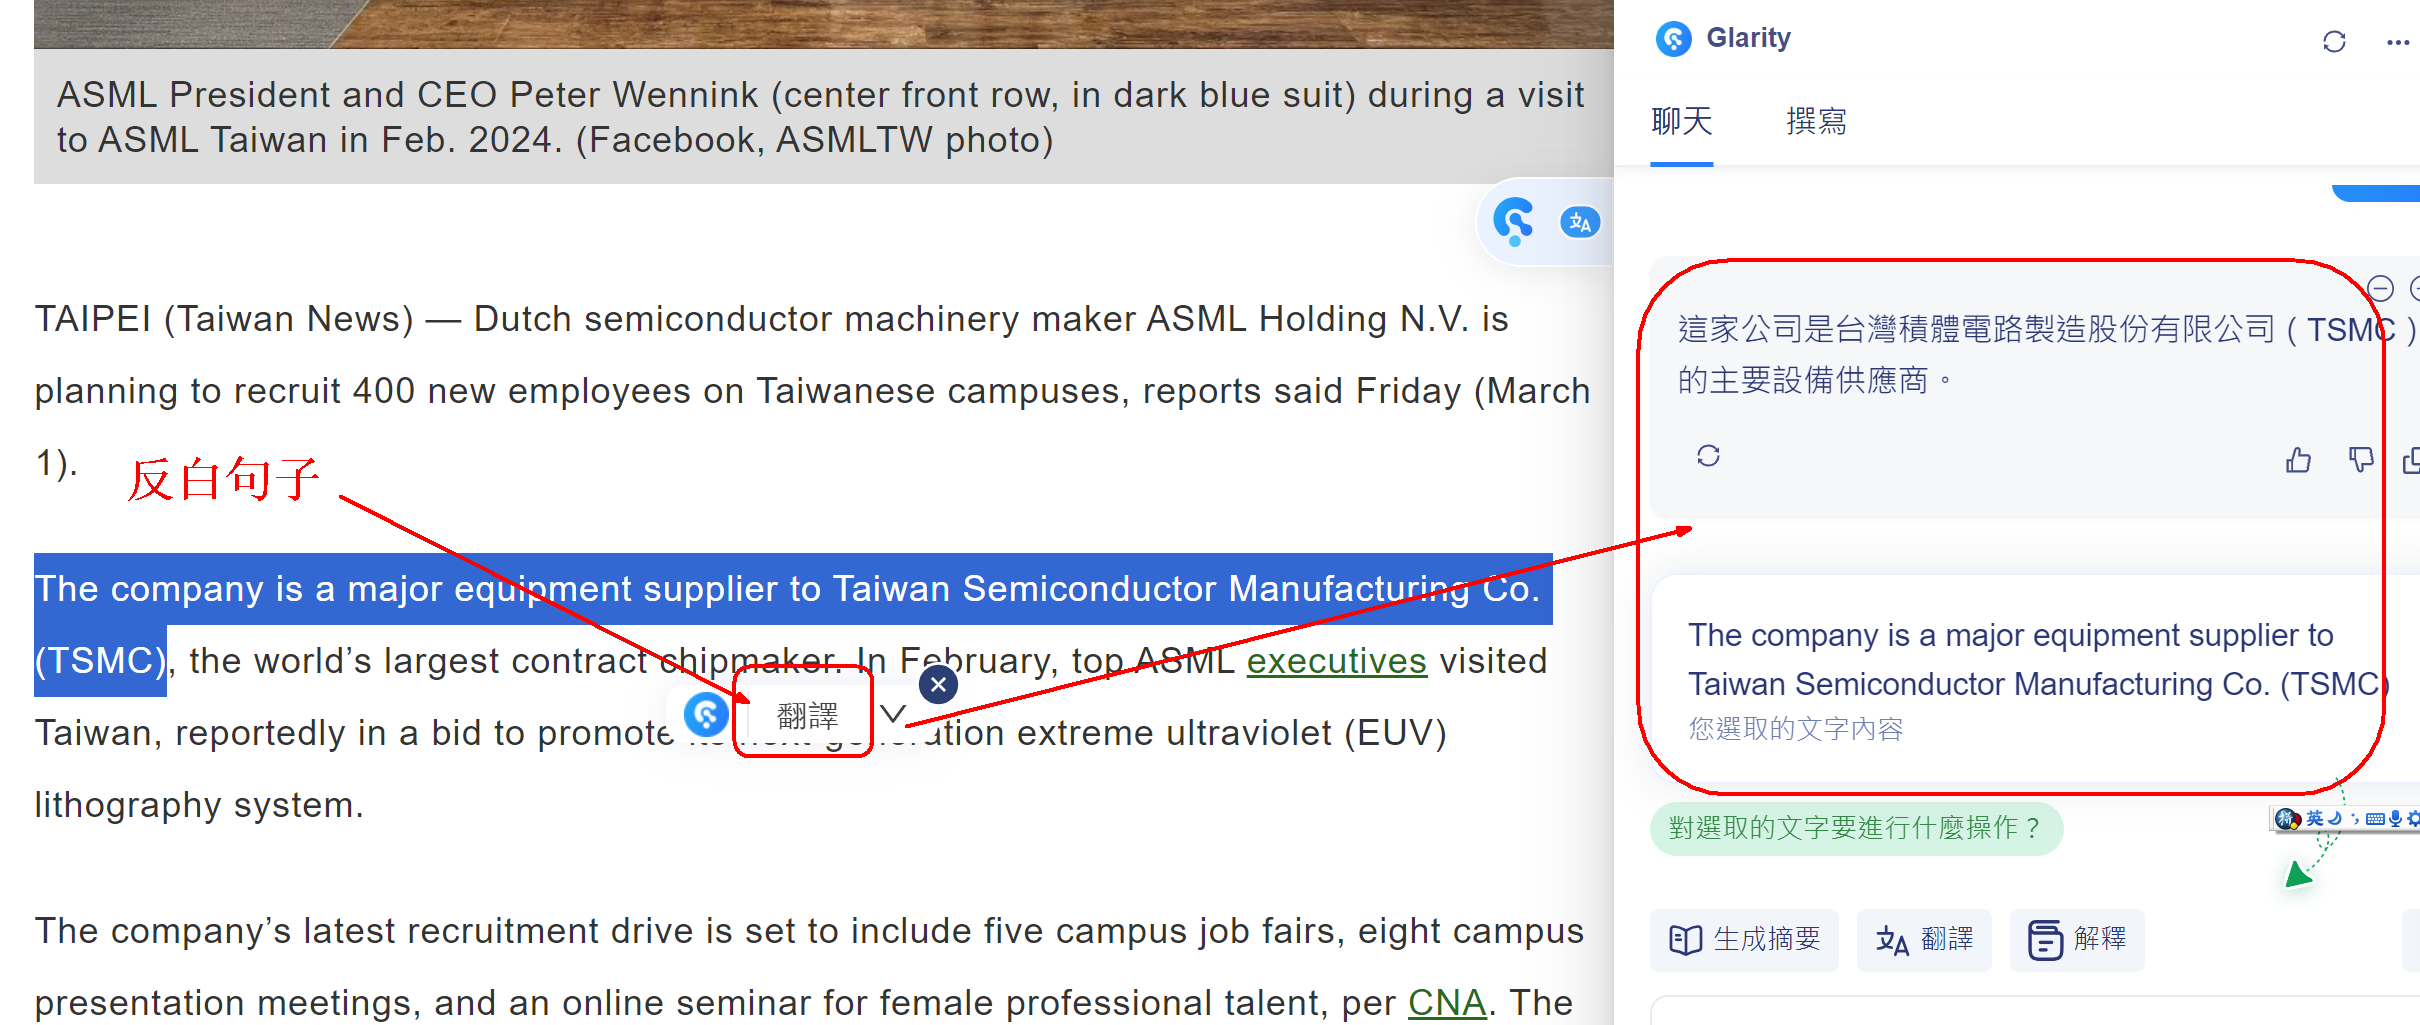 ASML President and CEO Peter Wennink (center front row, in dark blue suit) during a visit
to ASML Taiwan in Feb. 2024. (Facebook, ASMLTW photo)
TAIPEI (Taiwan News) — Dutch semiconductor machinery maker ASML Holding N.V. is
planning to recruit 400 new employees on Taiwanese campuses, reports said Friday (March
1).
反白句子
The company is a major equipment supplier to Taiwan Semiconductor Manufacturing Co.
(TSMC), the world’s largest contract chipmaker. In February, top ASML executives visited
翻譯
Taiwan, reportedly in a bid to promote its next-generation extreme ultraviolet (EUV)
lithography system.
The company’s latest recruitment drive is set to include five campus job fairs, eight campus
presentation meetings, and an online seminar for female professional talent, per CNA. The
Glarity
聊天 撰寫
這家公司是台灣積體電路製造股份有限公司（TSMC）
的主要設備供應商。
The company is a major equipment supplier to
Taiwan Semiconductor Manufacturing Co. (TSMC)
您選取的文字內容
對選取的文字要進行什麼操作？
英
生成摘要 翻譯 解釋